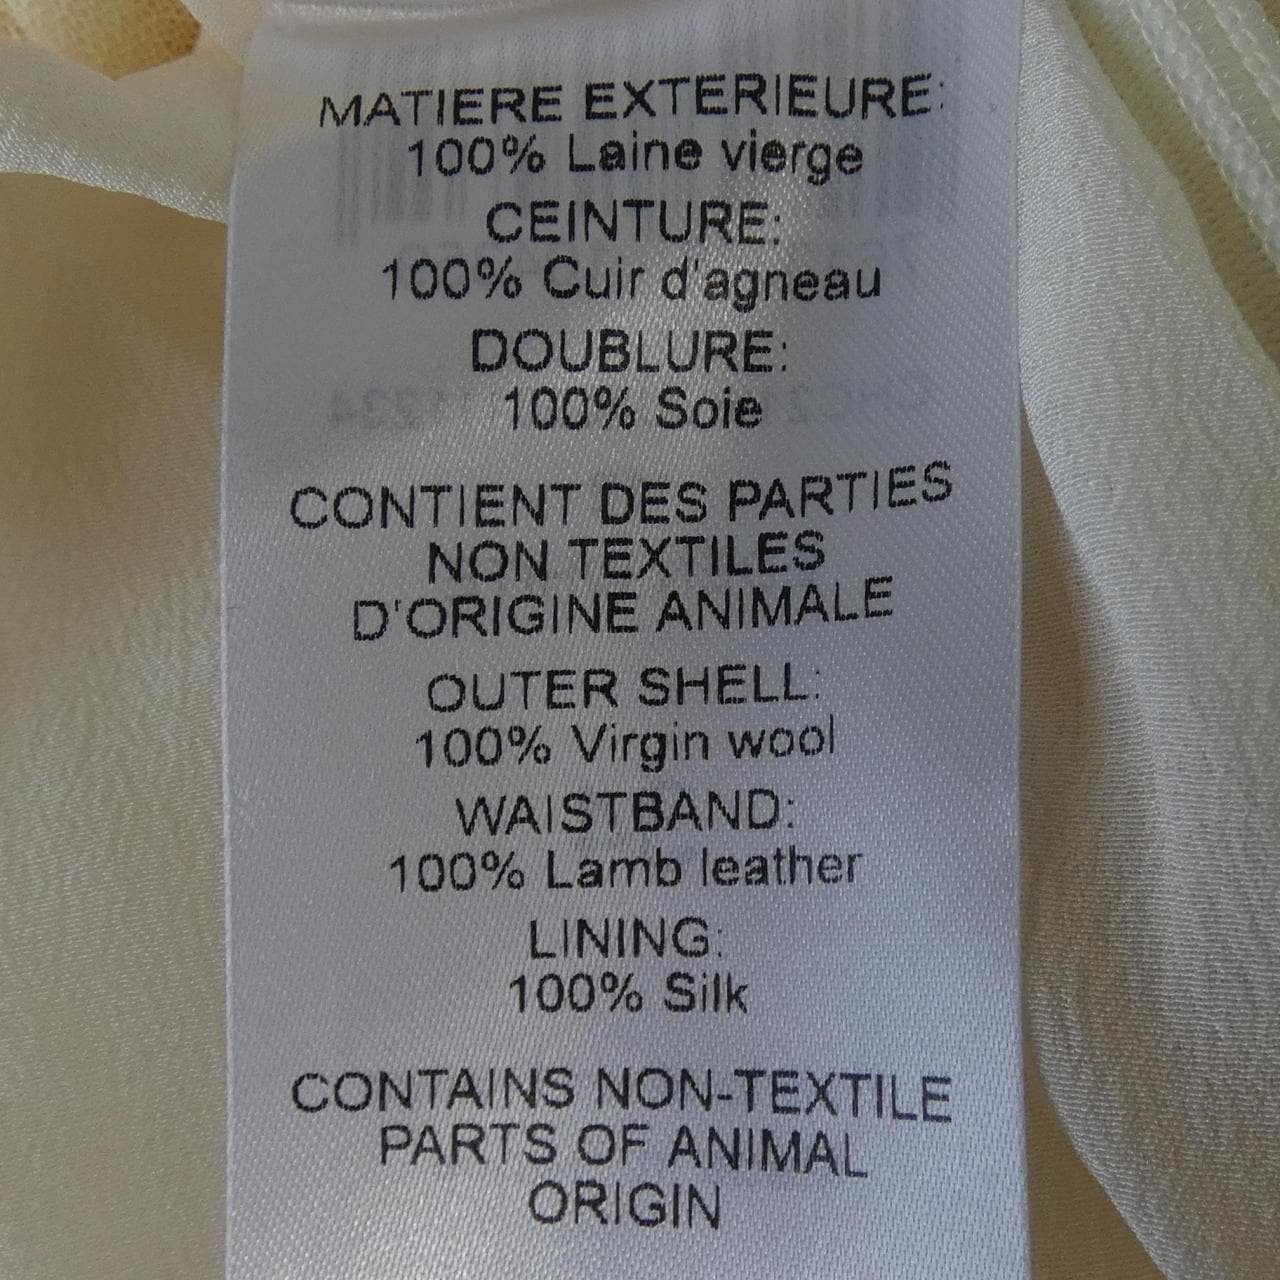 MATIERE EXTERIEURE:
100% Laine vierge
CEINTURE:
100% Cuir d'agneau
DOUBLURE:
100% Soie
CONTIENT DES PARTIES
NON TEXTILES
D'ORIGINE ANIMALE
OUTER SHELL:
100% Virgin wool
WAISTBAND:
100% Lamb leather
LINING:
100% Silk
CONTAINS NON-TEXTILE
PARTS OF ANIMAL
ORIGIN